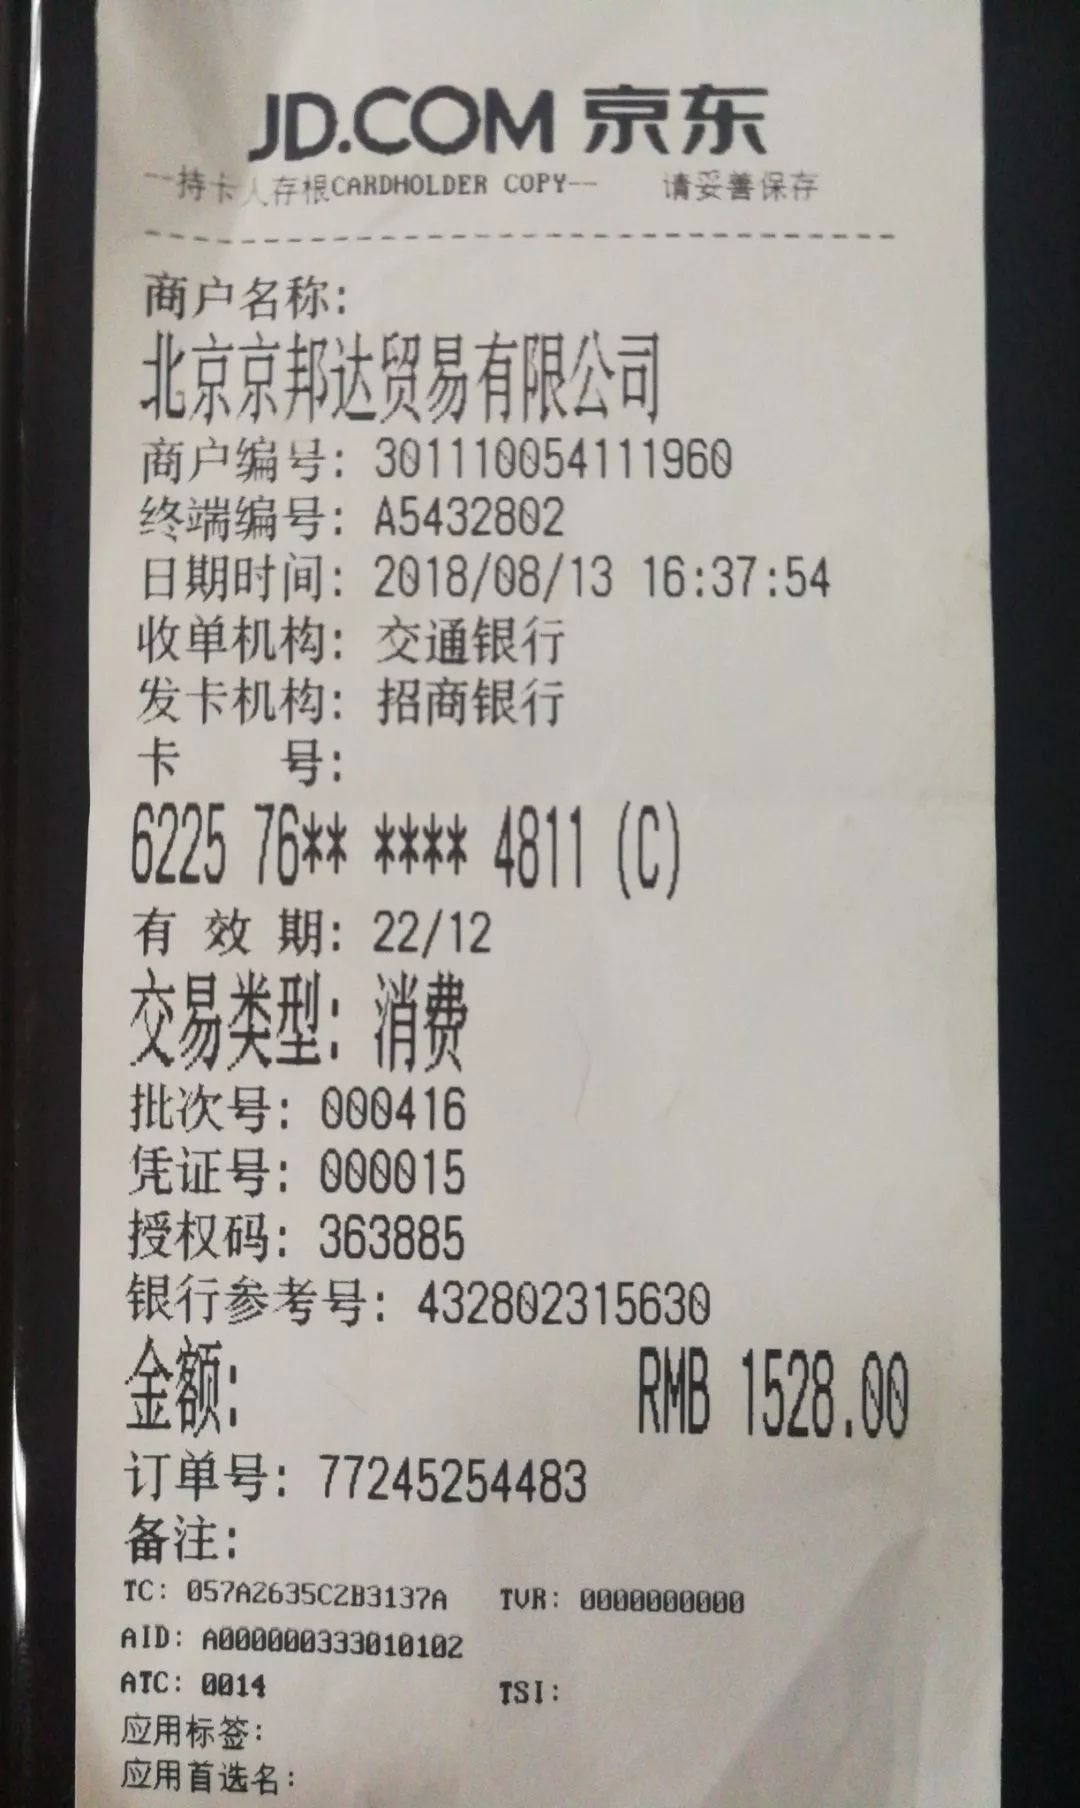 JD.COM 京东
--持卡人存根CARDHOLDER COPY-- 请妥善保存
商户名称:
北京京邦达贸易有限公司
商户编号: 301110054111960
终端编号: A5432802
日期时间: 2018/08/13 16:37:54
收单机构: 交通银行
发卡机构: 招商银行
卡 号:
6225 76** **** 4811 (C)
有 效 期: 22/12
交易类型: 消费
批次号: 000416
凭证号: 000015
授权码: 363885
银行参考号: 432802315630
金额: RMB 1528.00
订单号: 77245254483
备注:
TC: 057A2635C2B3137A TVR: 0000000000
AID: A000000333010102
ATC: 0014 TSI:
应用标签:
应用首选名: